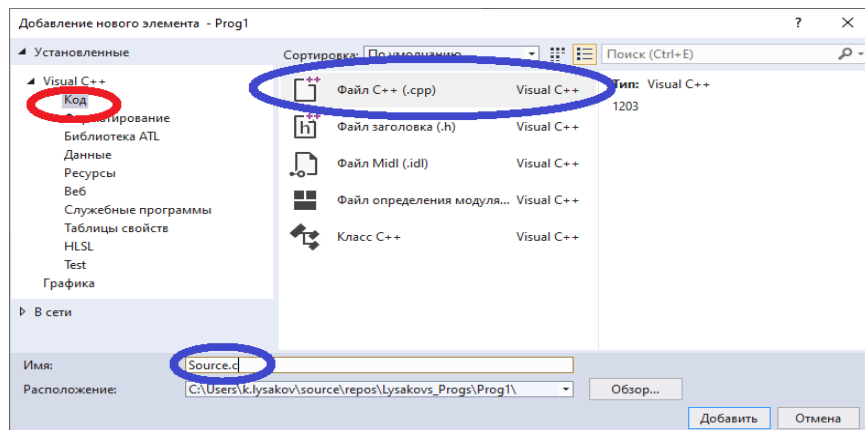 Добавление нового элемента - Prog1 ?
Установленные
Сортировка: По умолчанию
Поиск (Ctrl+E)
Visual C++
Код
Форматирование
Библиотека ATL
Данные
Ресурсы
Веб
Служебные программы
Таблицы свойств
HLSL
Test
Графика
В сети
Файл C++ (.cpp) Visual C++
Файл заголовка (.h) Visual C++
Файл Midl (.idl) Visual C++
Файл определения модуля... Visual C++
Класс C++ Visual C++
Тип: Visual C++
1203
Имя: Source.c
Расположение: C:\Users\k.lysakov\source\repos\Lysakovs_Progs\Prog1\ Обзор...
Добавить Отмена